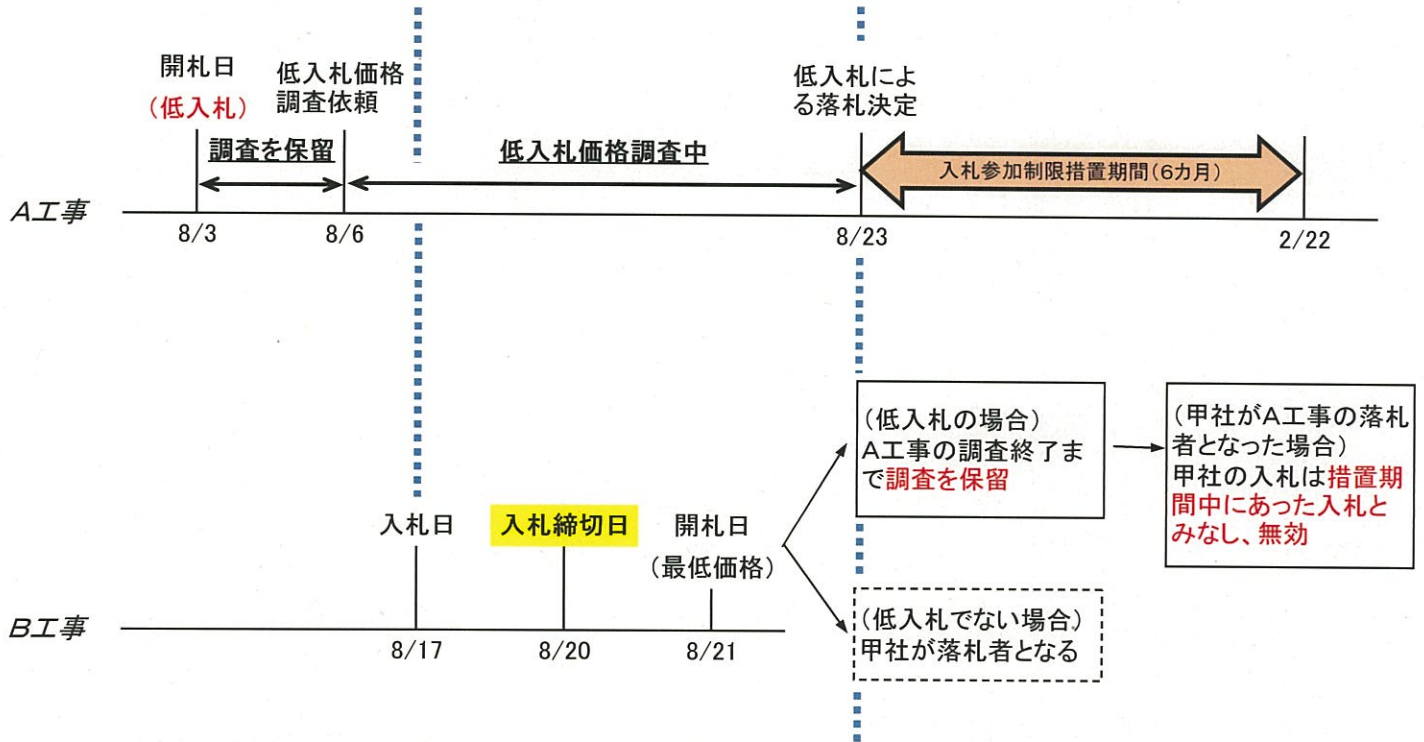 開札日
(低入札)
低入札価格
調査依頼
低入札によ
る落札決定
調査を保留
低入札価格調査中
入札参加制限措置期間(6カ月)
A工事
8/3
8/6
8/23
2/22
(低入札の場合)
A工事の調査終了ま
で調査を保留
(甲社がA工事の落札
者となった場合)
甲社の入札は措置期
間中にあった入札と
みなし、無効
入札日
入札締切日
開札日
(最低価格)
(低入札でない場合)
甲社が落札者となる
B工事
8/17
8/20
8/21